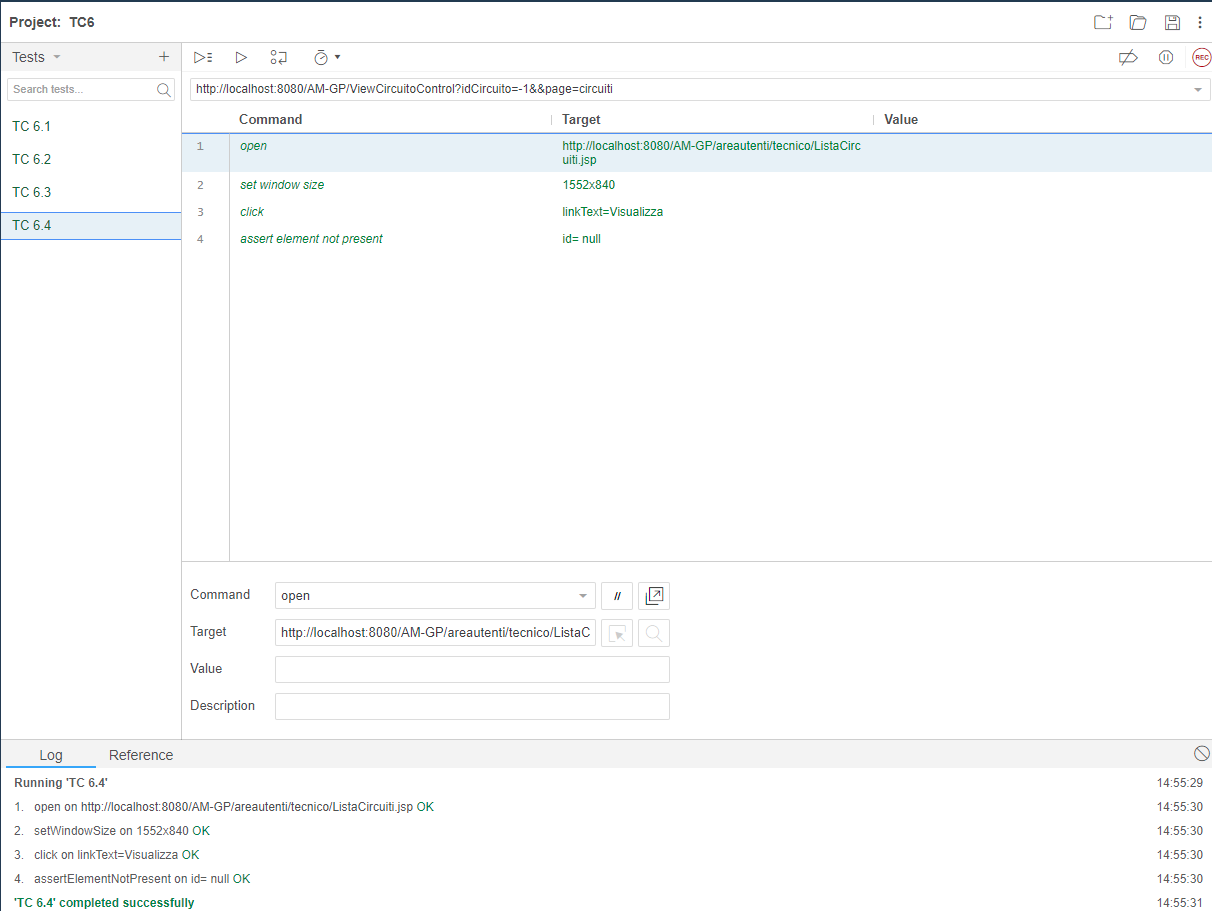 Project: TC6
Tests
Search tests...
TC 6.1
TC 6.2
TC 6.3
TC 6.4
REC
http://localhost:8080/AM-GP/ViewCircuitoControl?idCircuito=-1&&page=circuiti
Command Target Value
1 open http://localhost:8080/AM-GP/areautenti/tecnico/ListaCirc
uiti.jsp
2 set window size 1552x840
3 click linkText=Visualizza
4 assert element not present id= null
Command open //
Target http://localhost:8080/AM-GP/areautenti/tecnico/ListaC
Value
Description
Log Reference
Running 'TC 6.4' 14:55:29
1. open on http://localhost:8080/AM-GP/areautenti/tecnico/ListaCircuiti.jsp OK 14:55:30
2. setWindowSize on 1552x840 OK 14:55:30
3. click on linkText=Visualizza OK 14:55:30
4. assertElementNotPresent on id= null OK 14:55:30
'TC 6.4' completed successfully 14:55:31